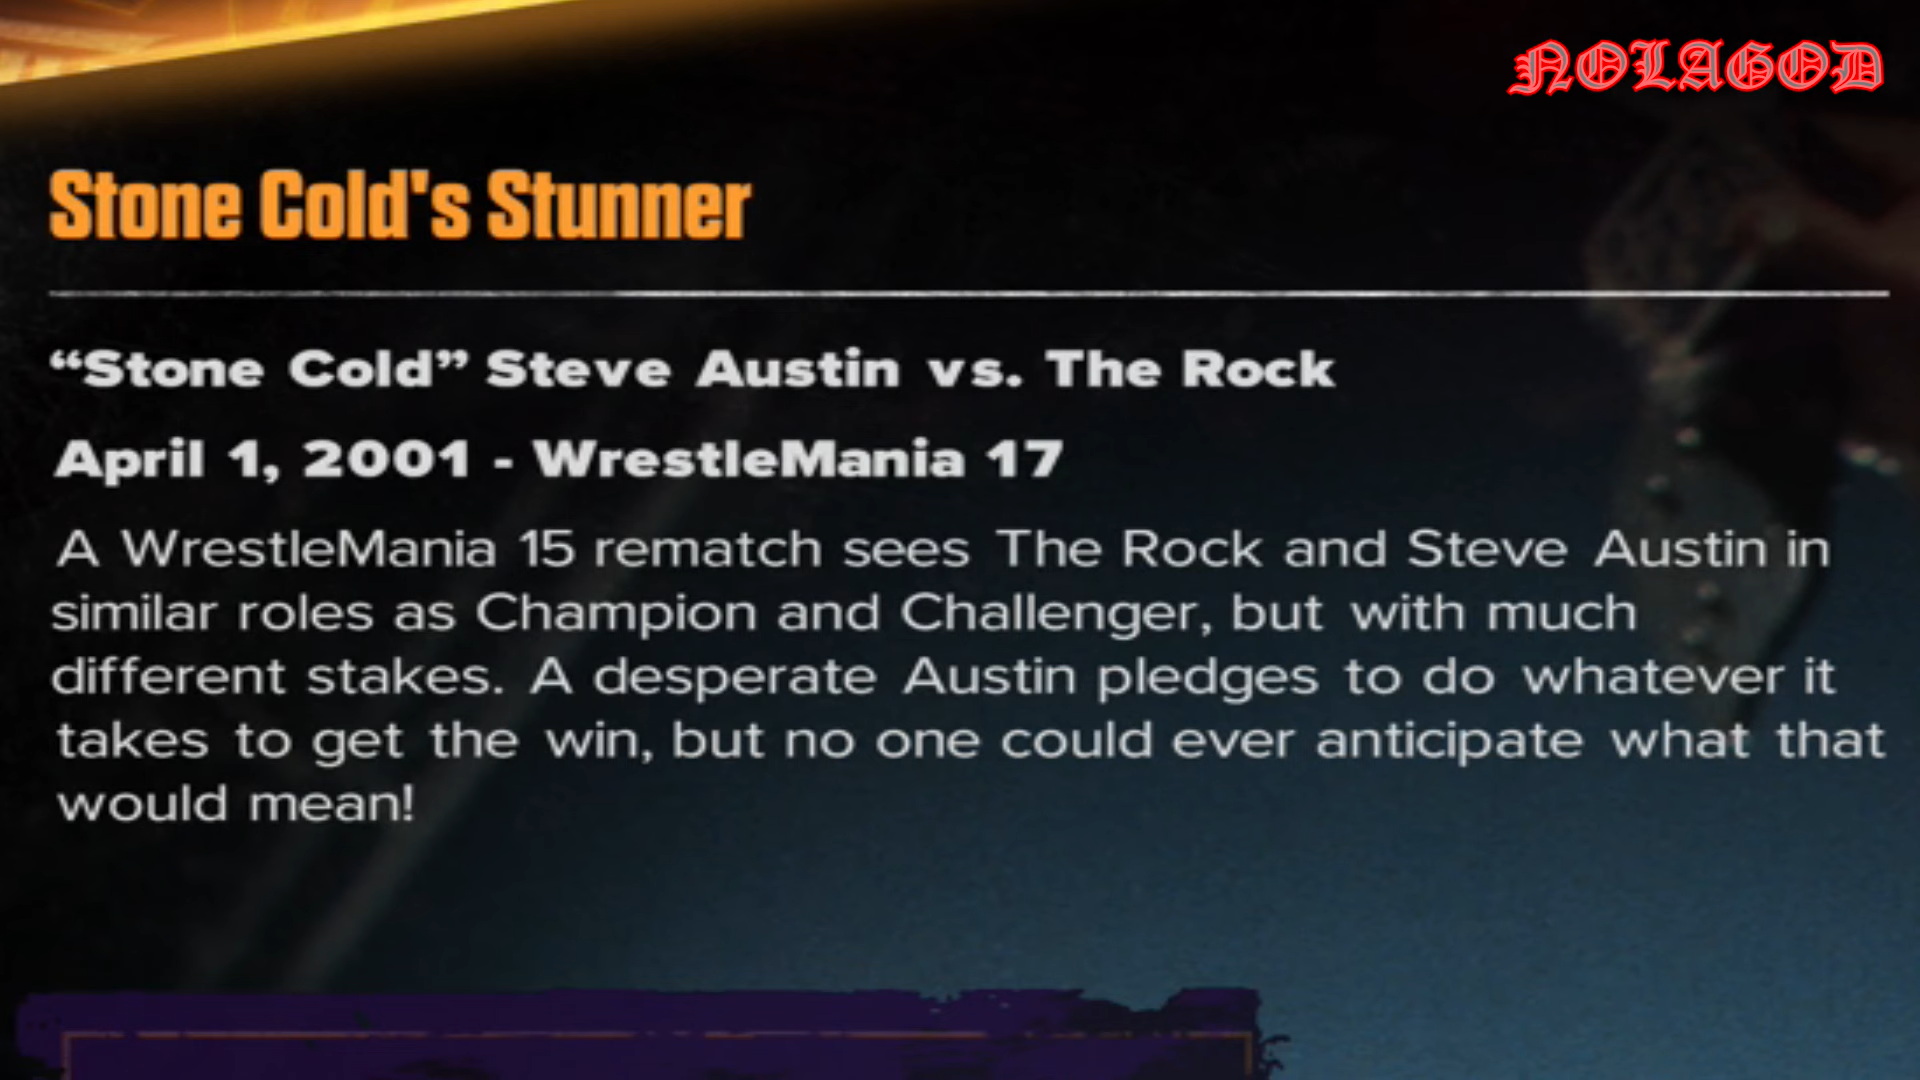 NOLAGOD
Stone Cold's Stunner
“Stone Cold” Steve Austin vs. The Rock
April 1, 2001 - WrestleMania 17
A WrestleMania 15 rematch sees The Rock and Steve Austin in
similar roles as Champion and Challenger, but with much
different stakes. A desperate Austin pledges to do whatever it
takes to get the win, but no one could ever anticipate what that
would mean!